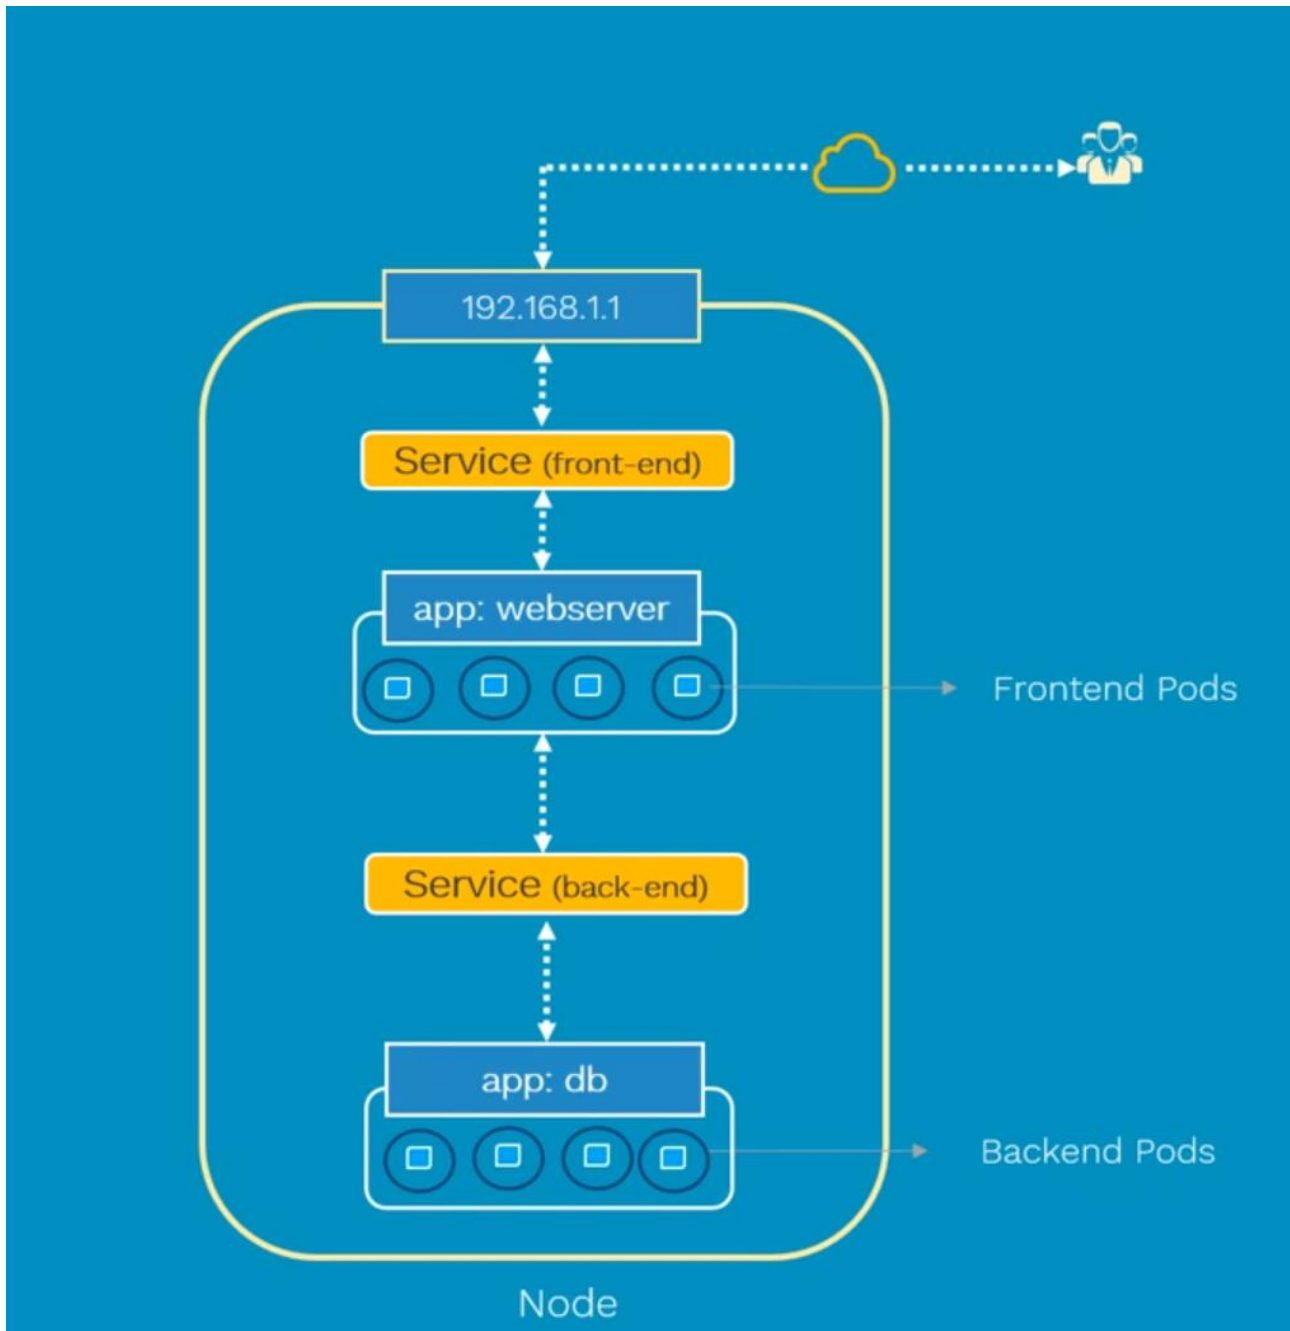 192.168.1.1
Service (front-end)
app: webserver
Frontend Pods
Service (back-end)
app: db
Backend Pods
Node